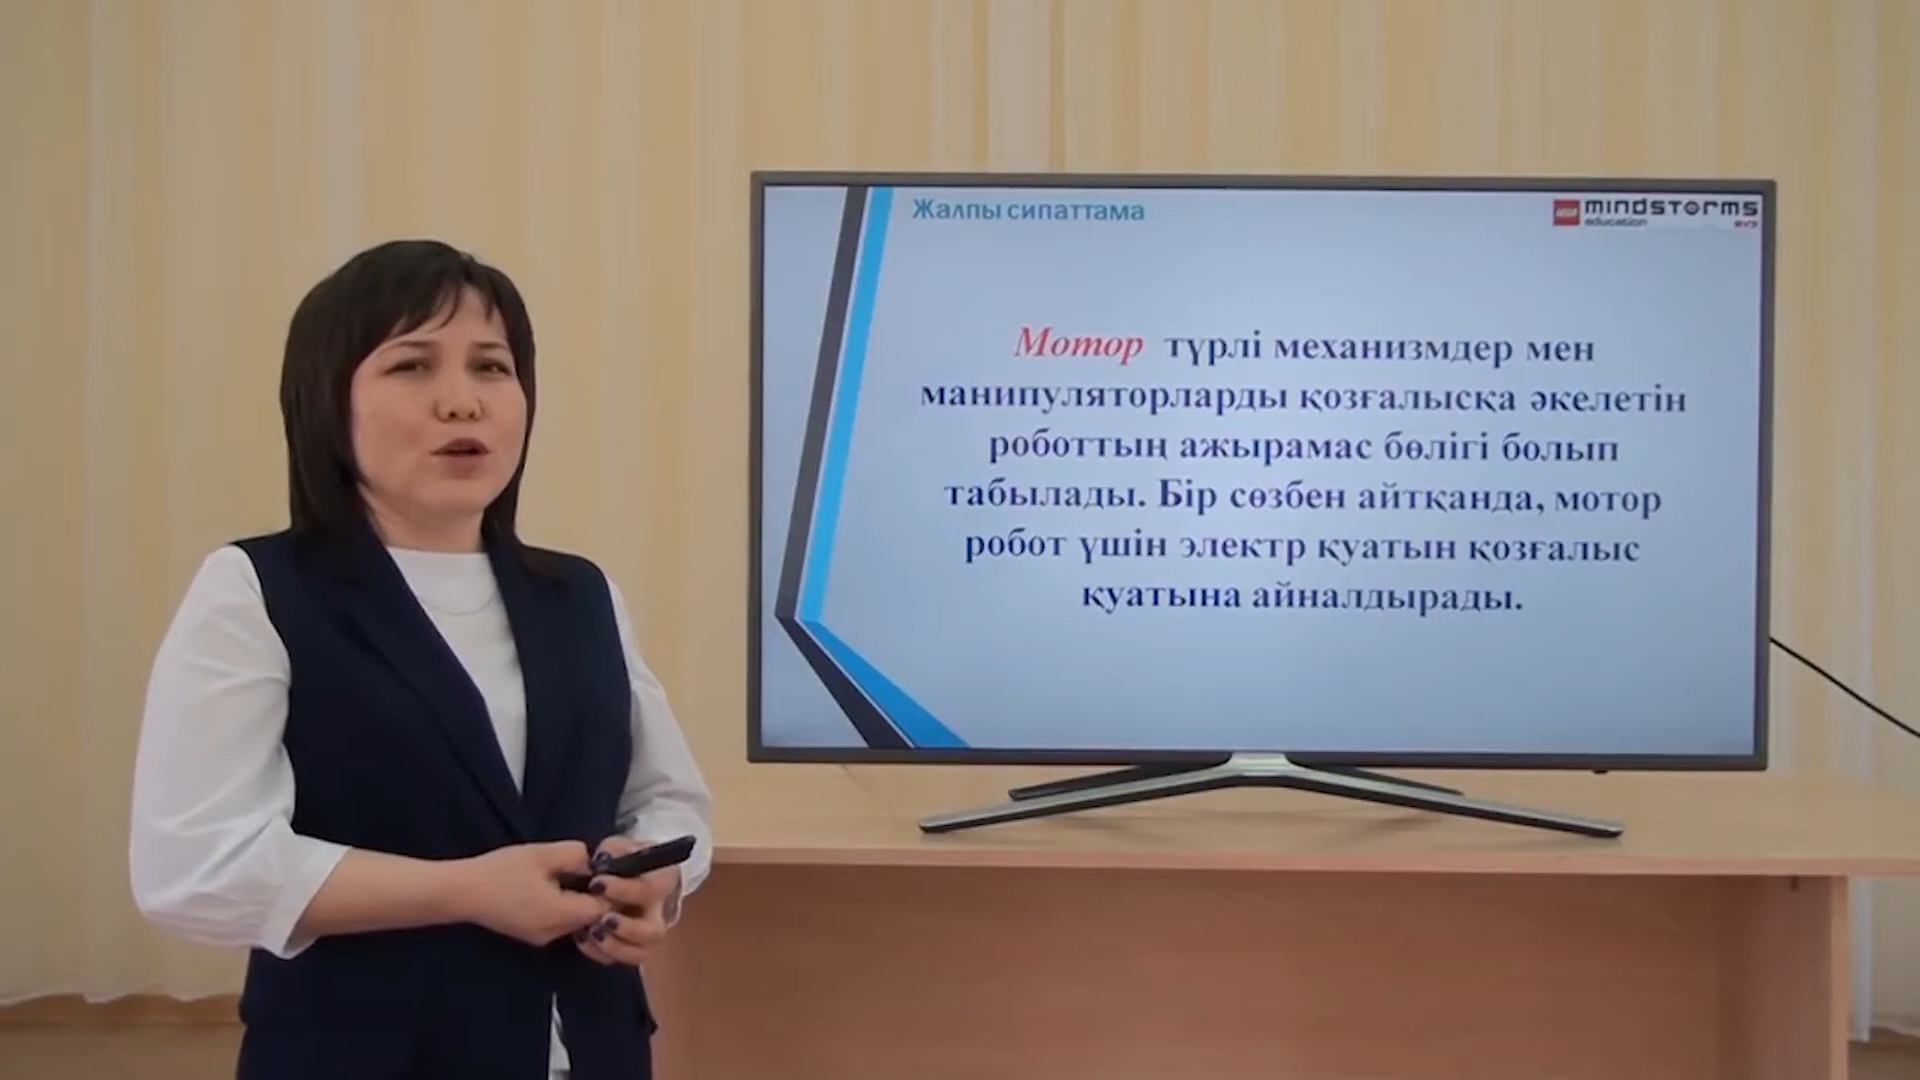 Жалпы сипаттама
mindstorms
education
EV3
Мотор түрлі механизмдер мен
манипуляторларды қозғалысқа әкелетін
роботтың ажырамас бөлігі болып
табылады. Бір сөзбен айтқанда, мотор
робот үшін электр қуатын қозғалыс
қуатына айналдырады.